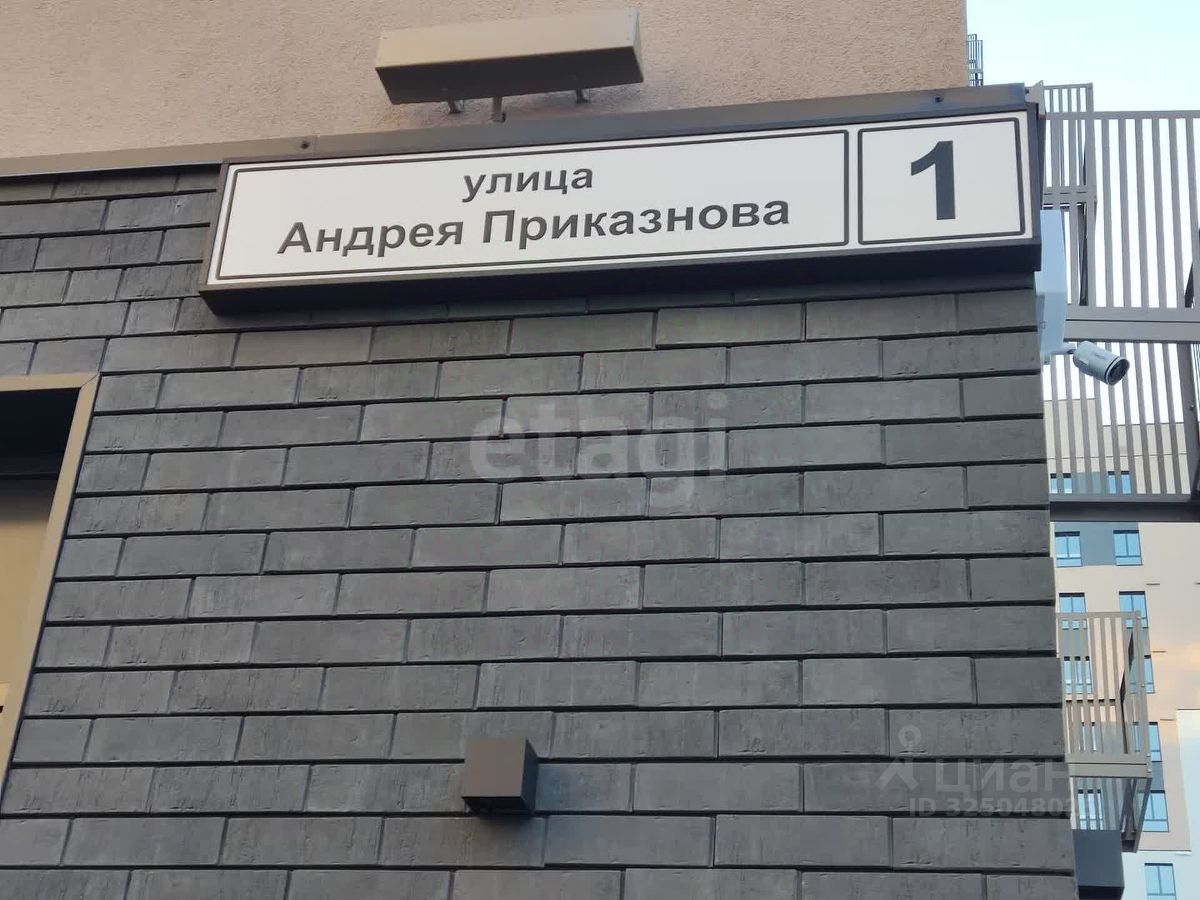 улица
Андрея Приказнова
1
etagi
циан